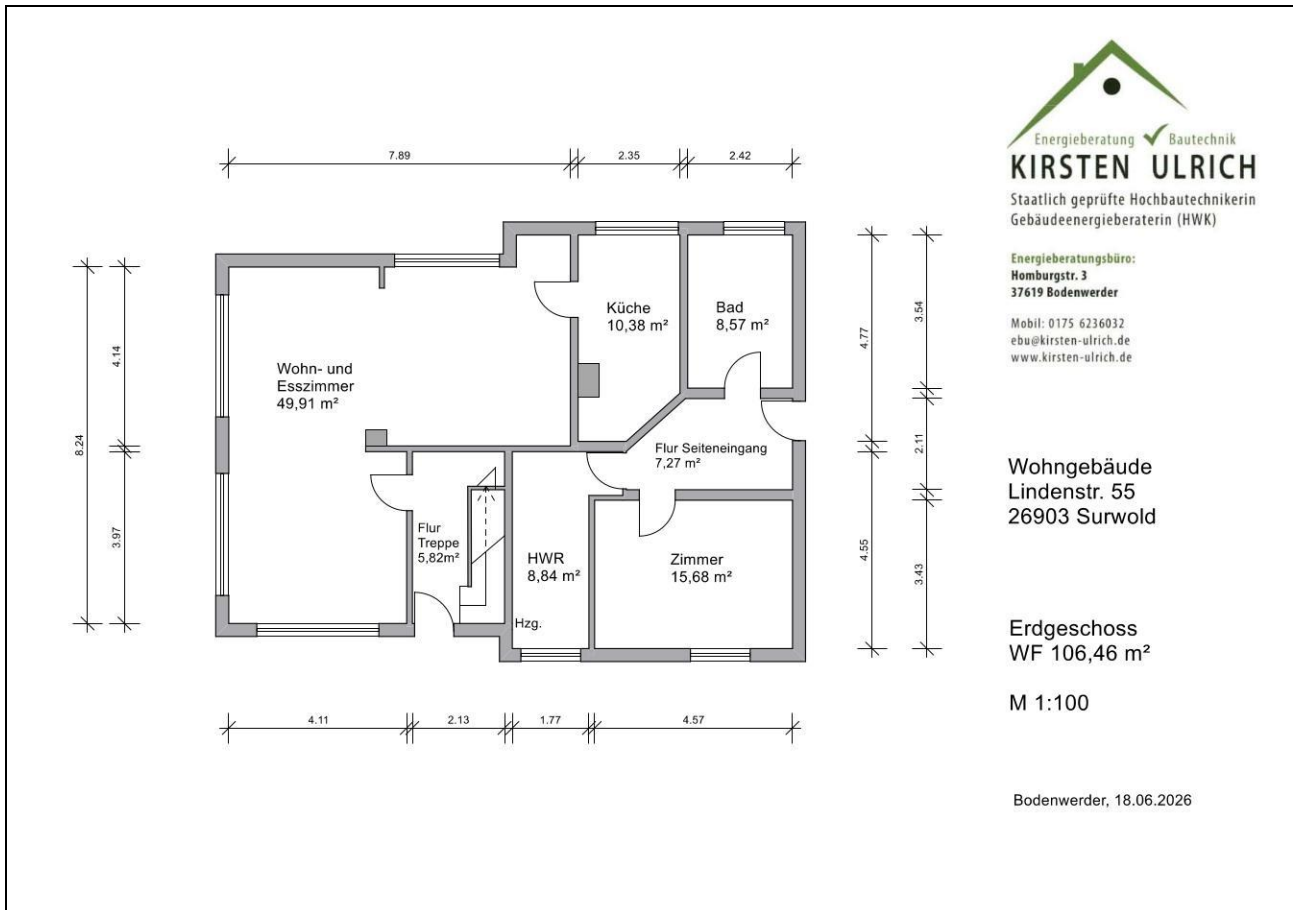 Energieberatung Bautechnik
KIRSTEN ULRICH
Staatlich geprüfte Hochbautechnikerin
Gebäudeenergieberaterin (HWK)
Energieberatungsbüro:
Homburgstr. 3
37619 Bodenwerder
Mobil: 0175 6236032
ebu@kirsten-ulrich.de
www.kirsten-ulrich.de
7.89
2.35
2.42
8.24
4.14
3.97
4.77
4.55
3.54
2.11
3.43
Küche
10,38 m²
Bad
8,57 m²
Wohn- und
Esszimmer
49,91 m²
Flur Seiteneingang
7,27 m²
Flur
Treppe
5,82m²
HWR
8,84 m²
Zimmer
15,68 m²
Hzg.
4.11
2.13
1.77
4.57
Wohngebäude
Lindenstr. 55
26903 Surwold
Erdgeschoss
WF 106,46 m²
M 1:100
Bodenwerder, 18.06.2026